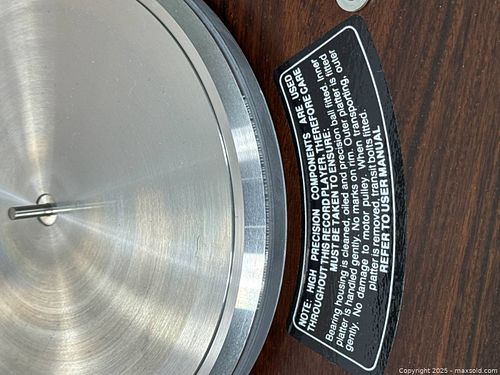 NOTE: HIGH PRECISION COMPONENTS ARE USED
THROUGHOUT THIS RECORD PLAYER. THEREFORE CARE
MUST BE TAKEN TO ENSURE:
Bearing housing is cleaned, oiled and precision ball fitted. Inner
platter is handled gently. No marks on rim. Outer platter is fitted
gently. No damage to motor pulley. When transporting, outer
platter is removed, transit bolts fitted.
REFER TO USER MANUAL
Copyright 2025 - maxsold.com